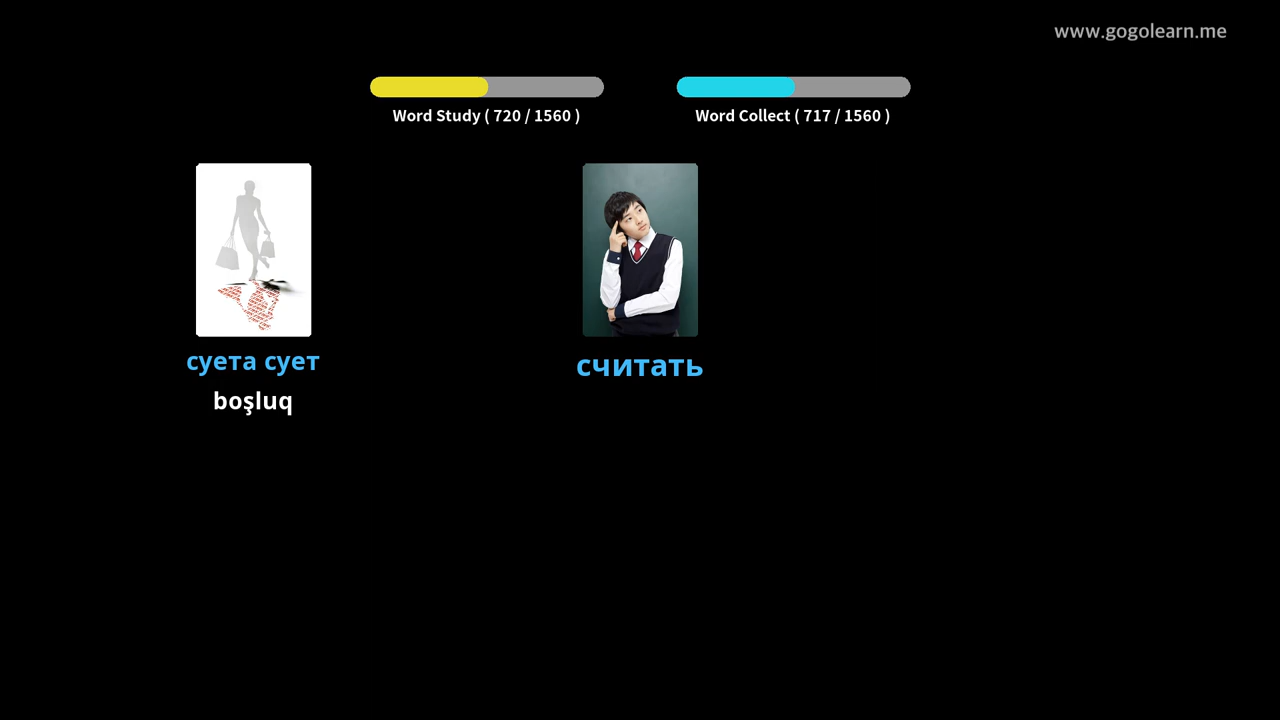 www.gogolearn.me
Word Study ( 720 / 1560 )
Word Collect ( 717 / 1560 )
суета сует
boşluq
считать